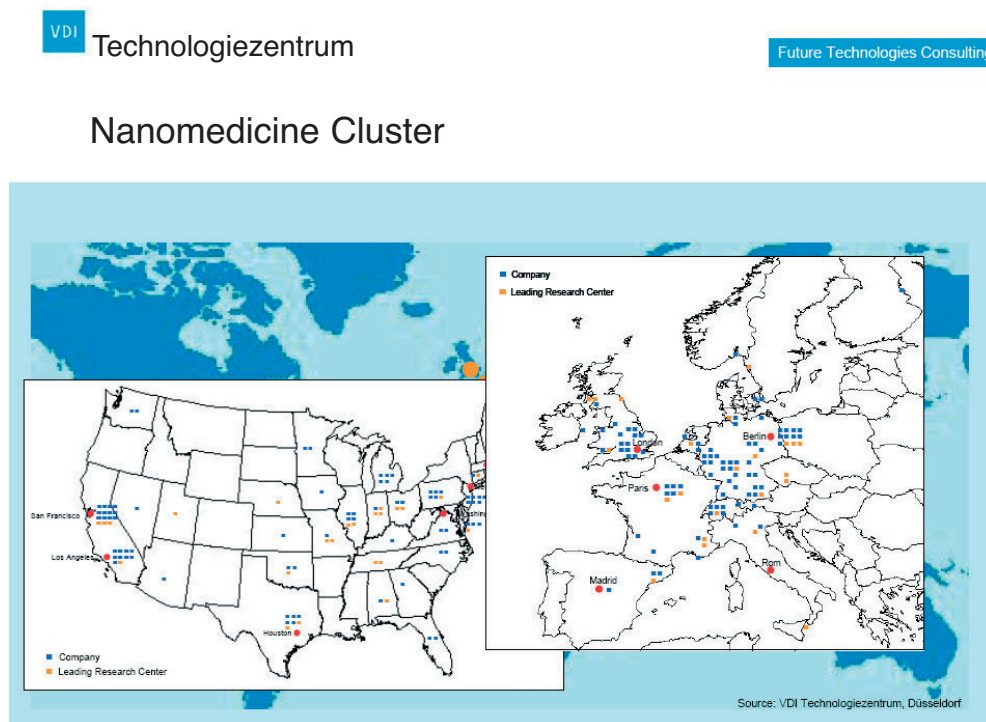 VDI
Technologiezentrum
Future Technologies Consulting
Nanomedicine Cluster
Company
Leading Research Center
London
Berlin
Paris
Madrid
Rom
San Francisco
Los Angeles
Houston
Company
Leading Research Center
Source: VDI Technologiezentrum, Düsseldorf